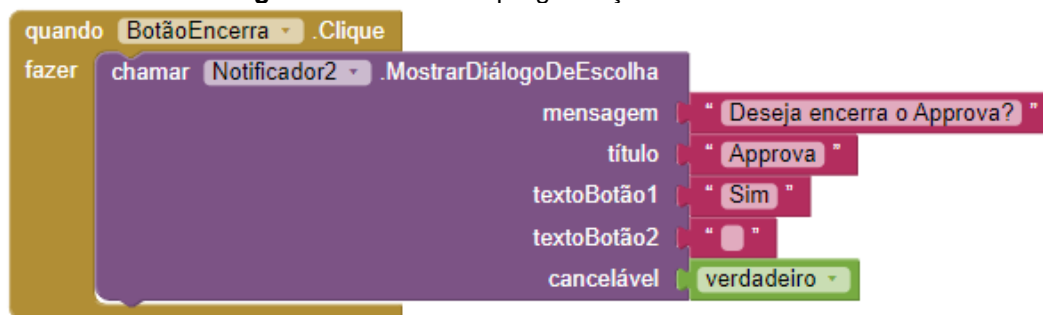 quando BotãoEncerra .Clique
fazer chamar Notificador2 .MostrarDiálogoDeEscolha
mensagem " Deseja encerra o Approva? "
título " Approva "
textoBotão1 " Sim "
textoBotão2 " "
cancelável verdadeiro